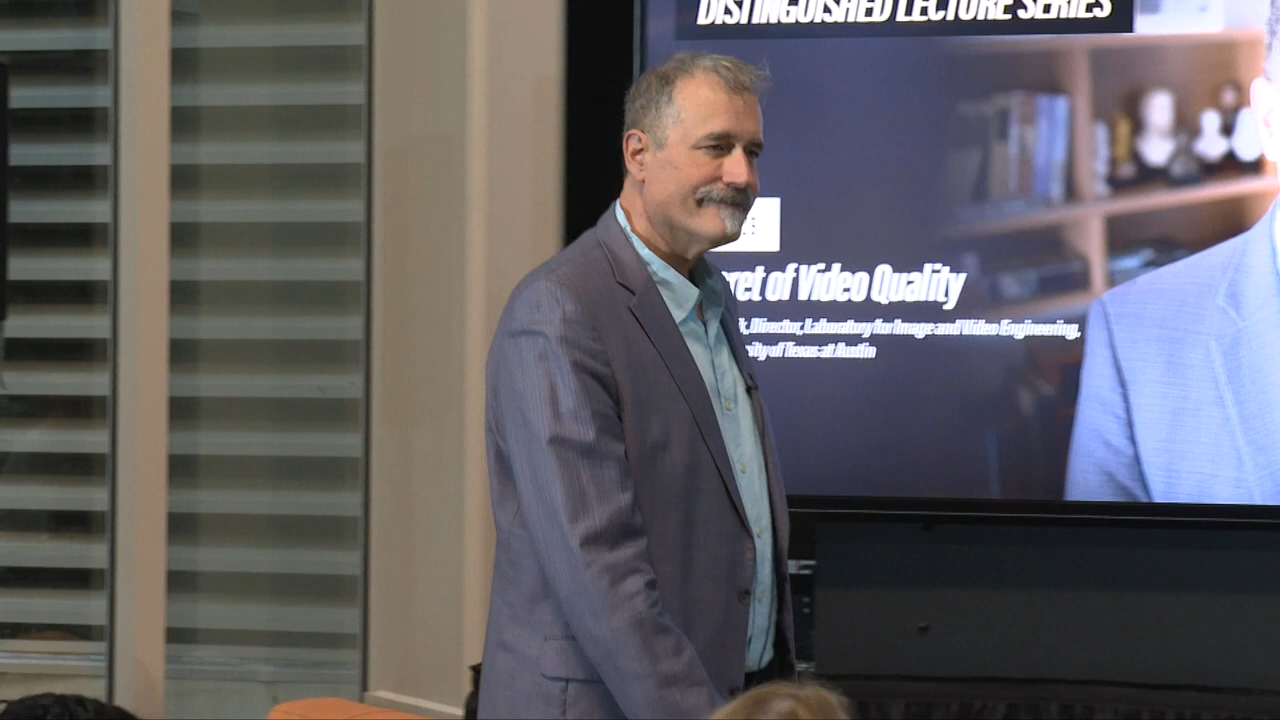 DISTINGUISHED LECTURE SERIES
ret of Video Quality
k, Director, Laboratory for Image and Video Engineering,
sity of Texas at Austin